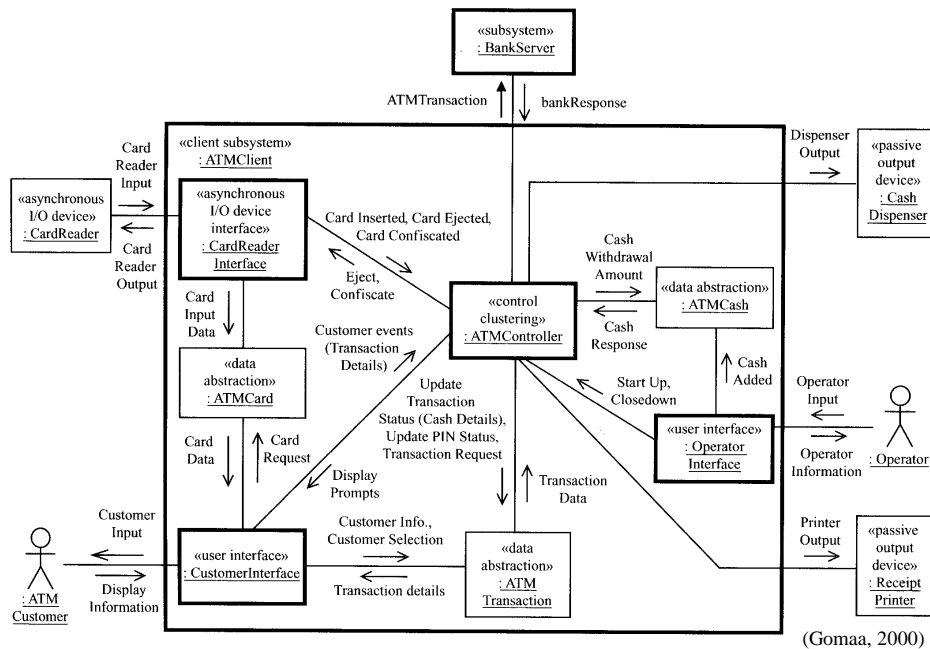 «subsystem»
: BankServer
ATMTransaction
bankResponse
«client subsystem»
: ATMClient
Card
Reader
Input
«asynchronous
I/O device»
: CardReader
Card
Reader
Output
«asynchronous
I/O device
interface»
: CardReader
Interface
Card Inserted, Card Ejected,
Card Confiscated
Eject,
Confiscate
Dispenser
Output
«passive
output
device»
: Cash
Dispenser
Cash
Withdrawal
Amount
«control
clustering»
: ATMController
«data abstraction»
: ATMCash
Cash
Response
Card
Input
Data
Customer events
(Transaction
Details)
«data
abstraction»
: ATMCard
Cash
Added
Start Up,
Closedown
Operator
Input
«user interface»
: Operator
Interface
Operator
Information
: Operator
Update
Transaction
Status (Cash Details),
Update PIN Status,
Transaction Request
Card
Data
Card
Request
Display
Prompts
Transaction
Data
Customer
Input
: ATM
Customer
Display
Information
«user interface»
: CustomerInterface
Customer Info.,
Customer Selection
Transaction details
«data
abstraction»
: ATM
Transaction
Printer
Output
«passive
output
device»
: Receipt
Printer
(Gomaa, 2000)